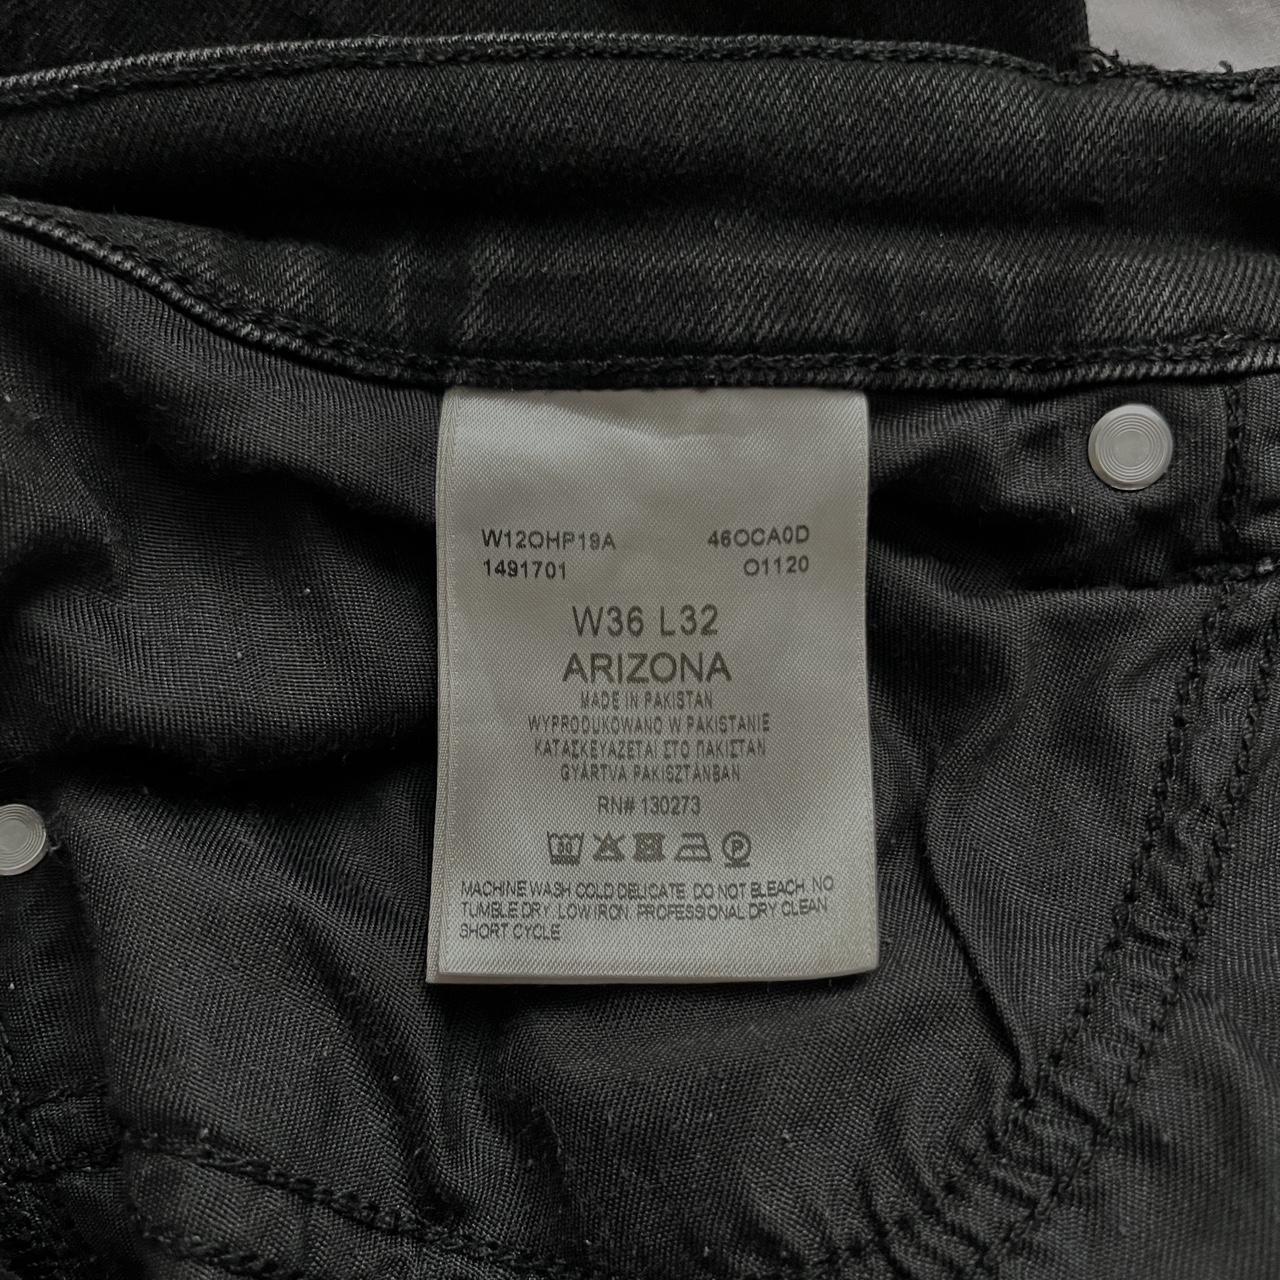 W12OHP19A 46OCA0D
1491701 O1120
W36 L32
ARIZONA
MADE IN PAKISTAN
WYPRODUKOWANO W PAKISTANIE
ΚΑΤΑΣΚΕΥΑΖΕΤΑΙ ΣΤΟ ΠΑΚΙΣΤΑΝ
GYÁRTVA PAKISZTÁNBAN
RN# 130273
30
P
MACHINE WASH COLD DELICATE DO NOT BLEACH NO
TUMBLE DRY. LOW IRON PROFESSIONAL DRY CLEAN
SHORT CYCLE